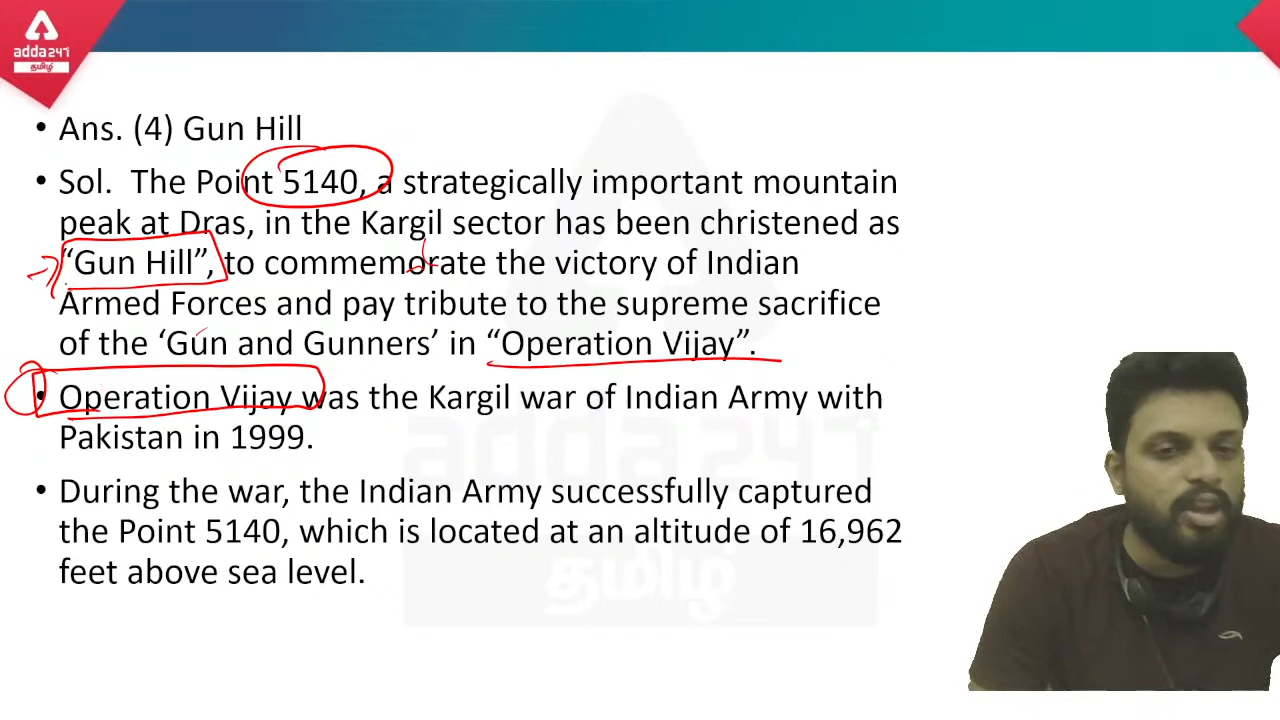 adda247
தமிழ்
• Ans. (4) Gun Hill
• Sol. The Point 5140, a strategically important mountain
peak at Dras, in the Kargil sector has been christened as
“Gun Hill”, to commemorate the victory of Indian
Armed Forces and pay tribute to the supreme sacrifice
of the ‘Gun and Gunners’ in “Operation Vijay”.
• Operation Vijay was the Kargil war of Indian Army with
Pakistan in 1999.
• During the war, the Indian Army successfully captured
the Point 5140, which is located at an altitude of 16,962
feet above sea level.
adda247
தமிழ்